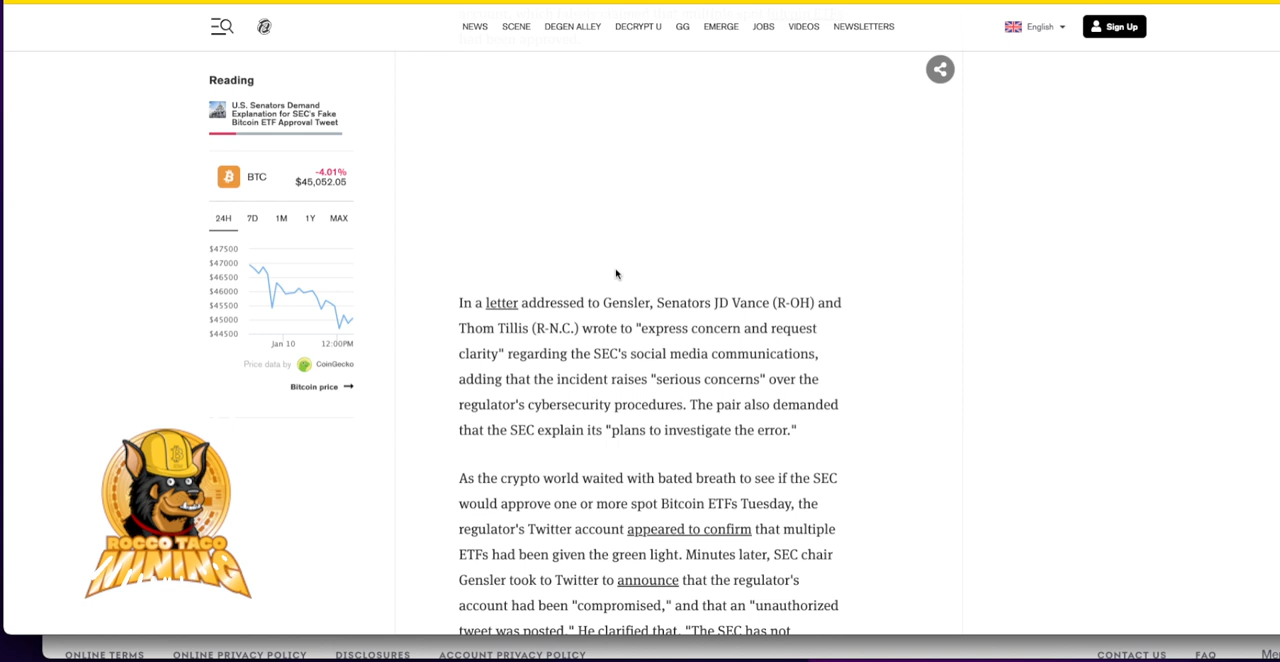 NEWS SCENE DEGEN ALLEY DECRYPT U GG EMERGE JOBS VIDEOS NEWSLETTERS
English
Sign Up
Reading
U.S. Senators Demand
Explanation for SEC's Fake
Bitcoin ETF Approval Tweet
BTC
-4.01%
$45,052.05
24H 7D 1M 1Y MAX
$47500
$47000
$46500
$46000
$45500
$45000
$44500
Jan 10 12:00PM
Price data by CoinGecko
Bitcoin price →
ROCCO TACO
MINING
In a letter addressed to Gensler, Senators JD Vance (R-OH) and
Thom Tillis (R-N.C.) wrote to "express concern and request
clarity" regarding the SEC's social media communications,
adding that the incident raises "serious concerns" over the
regulator's cybersecurity procedures. The pair also demanded
that the SEC explain its "plans to investigate the error."
As the crypto world waited with bated breath to see if the SEC
would approve one or more spot Bitcoin ETFs Tuesday, the
regulator's Twitter account appeared to confirm that multiple
ETFs had been given the green light. Minutes later, SEC chair
Gensler took to Twitter to announce that the regulator's
account had been "compromised," and that an "unauthorized
tweet was posted." He clarified that, "The SEC has not
ONLINE TERMS ONLINE PRIVACY POLICY DISCLOSURES ACCOUNT PRIVACY POLICY CONTACT US FAQ Me